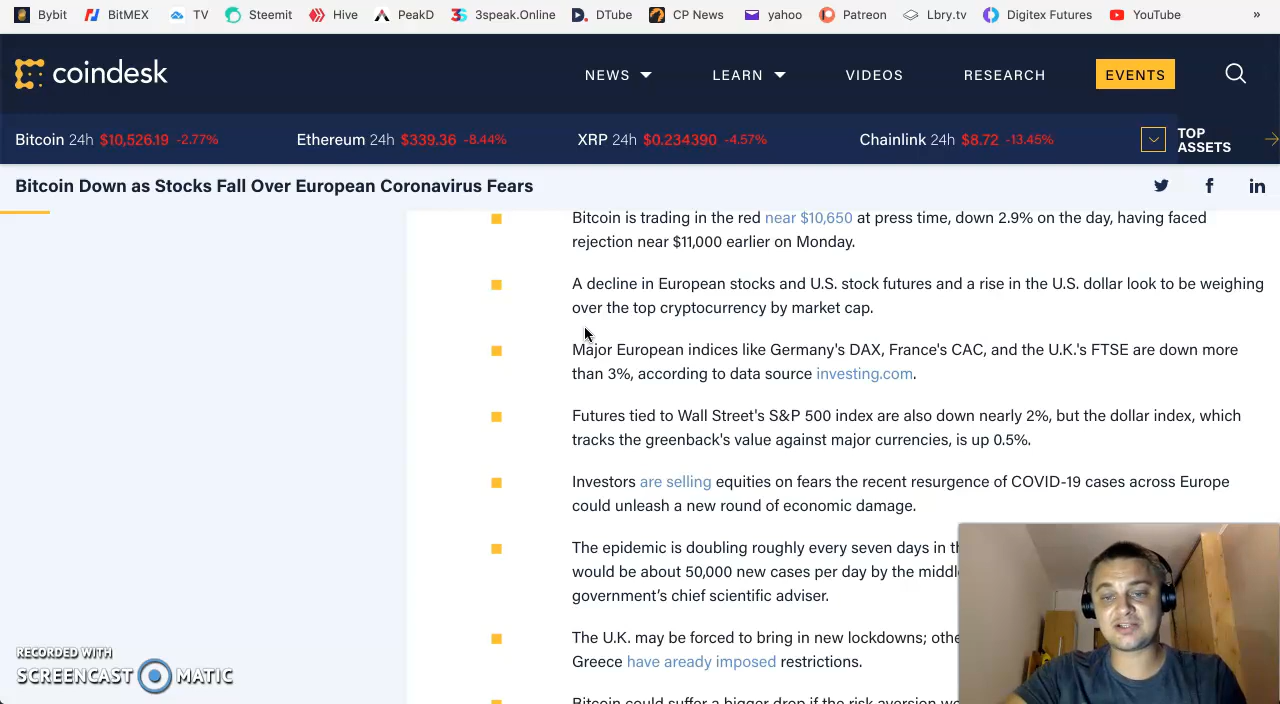 Bybit BitMEX TV Steemit Hive PeakD 3speak.Online DTube CP News yahoo Patreon Lbry.tv Digitex Futures YouTube »
coindesk NEWS LEARN VIDEOS RESEARCH EVENTS
Bitcoin 24h $10,526.19 -2.77% Ethereum 24h $339.36 -8.44% XRP 24h $0.234390 -4.57% Chainlink 24h $8.72 -13.45% TOP
ASSETS
Bitcoin Down as Stocks Fall Over European Coronavirus Fears
Bitcoin is trading in the red near $10,650 at press time, down 2.9% on the day, having faced
rejection near $11,000 earlier on Monday.
A decline in European stocks and U.S. stock futures and a rise in the U.S. dollar look to be weighing
over the top cryptocurrency by market cap.
Major European indices like Germany's DAX, France's CAC, and the U.K.'s FTSE are down more
than 3%, according to data source investing.com.
Futures tied to Wall Street's S&P 500 index are also down nearly 2%, but the dollar index, which
tracks the greenback's value against major currencies, is up 0.5%.
Investors are selling equities on fears the recent resurgence of COVID-19 cases across Europe
could unleash a new round of economic damage.
The epidemic is doubling roughly every seven days in
would be about 50,000 new cases per day by the
government's chief scientific adviser.
The U.K. may be forced to bring in new lockdowns;
Greece have aready imposed restrictions.
Bitcoin could suffer a bigger drop if the risk aversion
RECORDED WITH
SCREENCAST MATIC